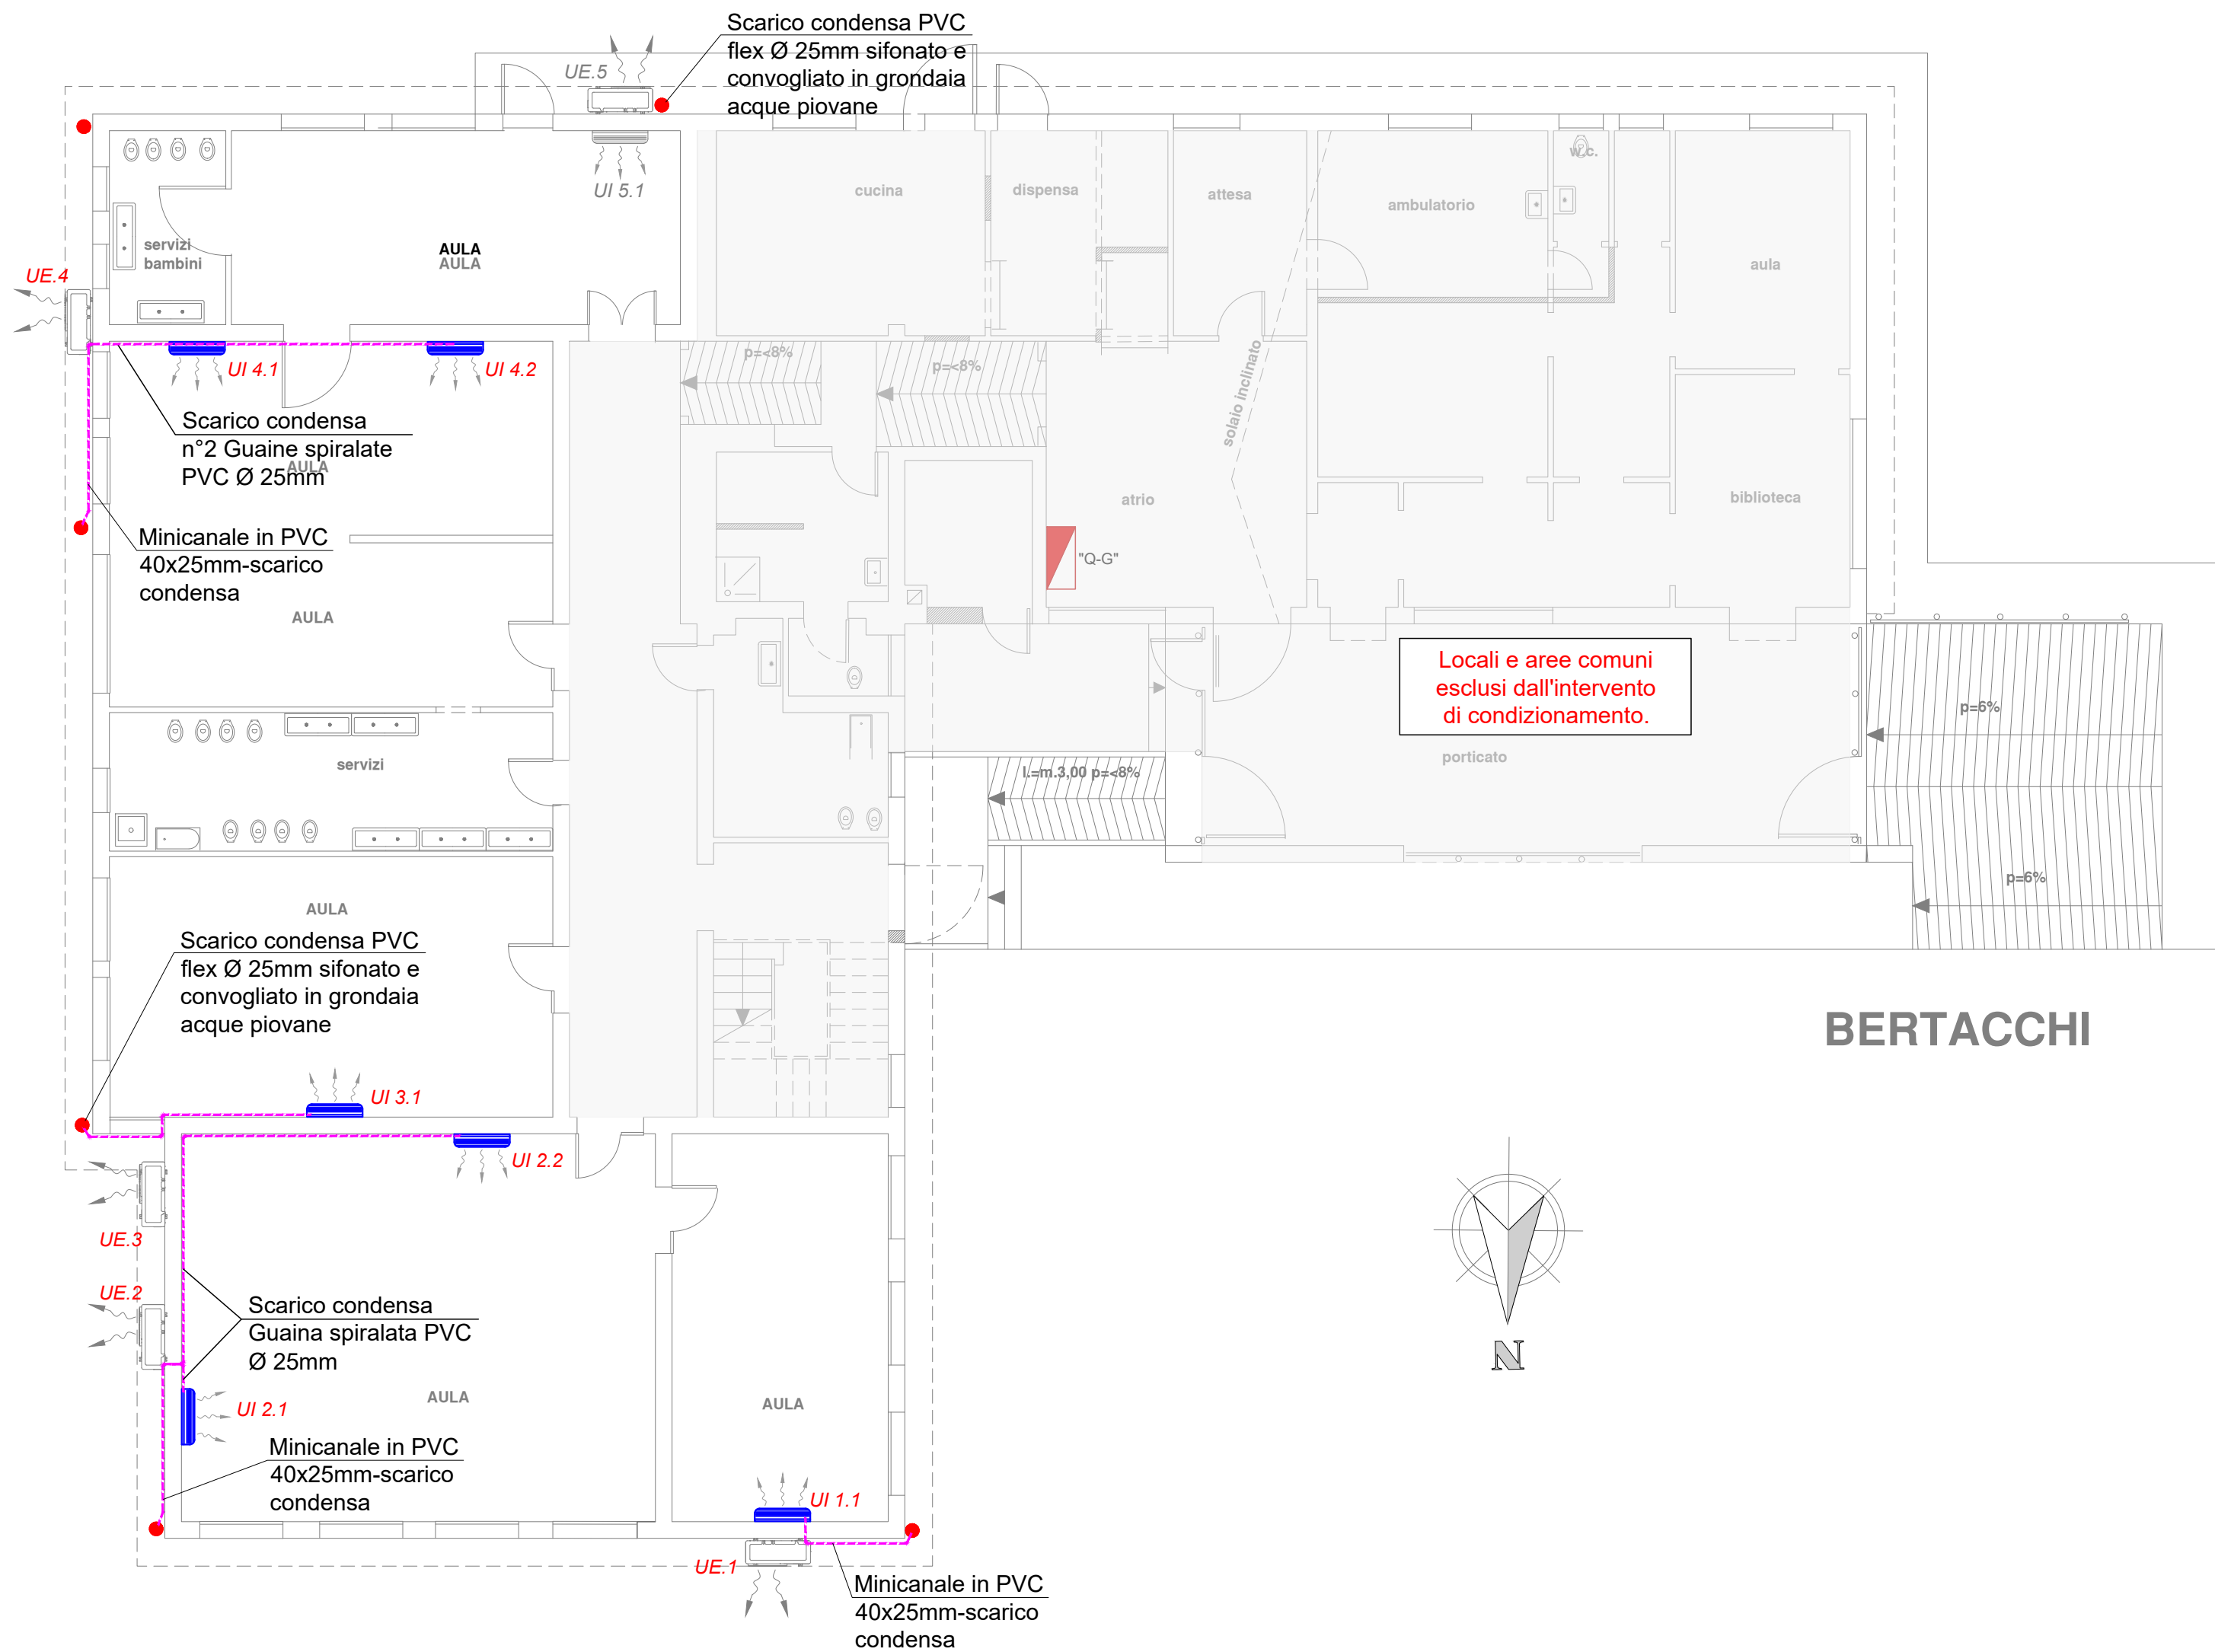 Scarico condensa PVC
flex Ø 25mm sifonato e
convogliato in grondaia
acque piovane
UE.5
UI 5.1
cucina
dispensa
attesa
ambulatorio
w.c.
aula
servizi
bambini
AULA
AULA
UE.4
UI 4.1
UI 4.2
p=<8%
p=<8%
solaio inclinato
Scarico condensa
n°2 Guaine spiralate
PVC Ø 25mm
AULA
atrio
biblioteca
Minicanale in PVC
40x25mm-scarico
condensa
"Q-G"
AULA
Locali e aree comuni
esclusi dall'intervento
di condizionamento.
p=6%
servizi
porticato
l.=m.3,00 p=<8%
p=6%
AULA
Scarico condensa PVC
flex Ø 25mm sifonato e
convogliato in grondaia
acque piovane
BERTACCHI
UI 3.1
UI 2.2
UE.3
UE.2
Scarico condensa
Guaina spiralata PVC
Ø 25mm
N
AULA
AULA
UI 2.1
Minicanale in PVC
40x25mm-scarico
condensa
UI 1.1
UE.1
Minicanale in PVC
40x25mm-scarico
condensa